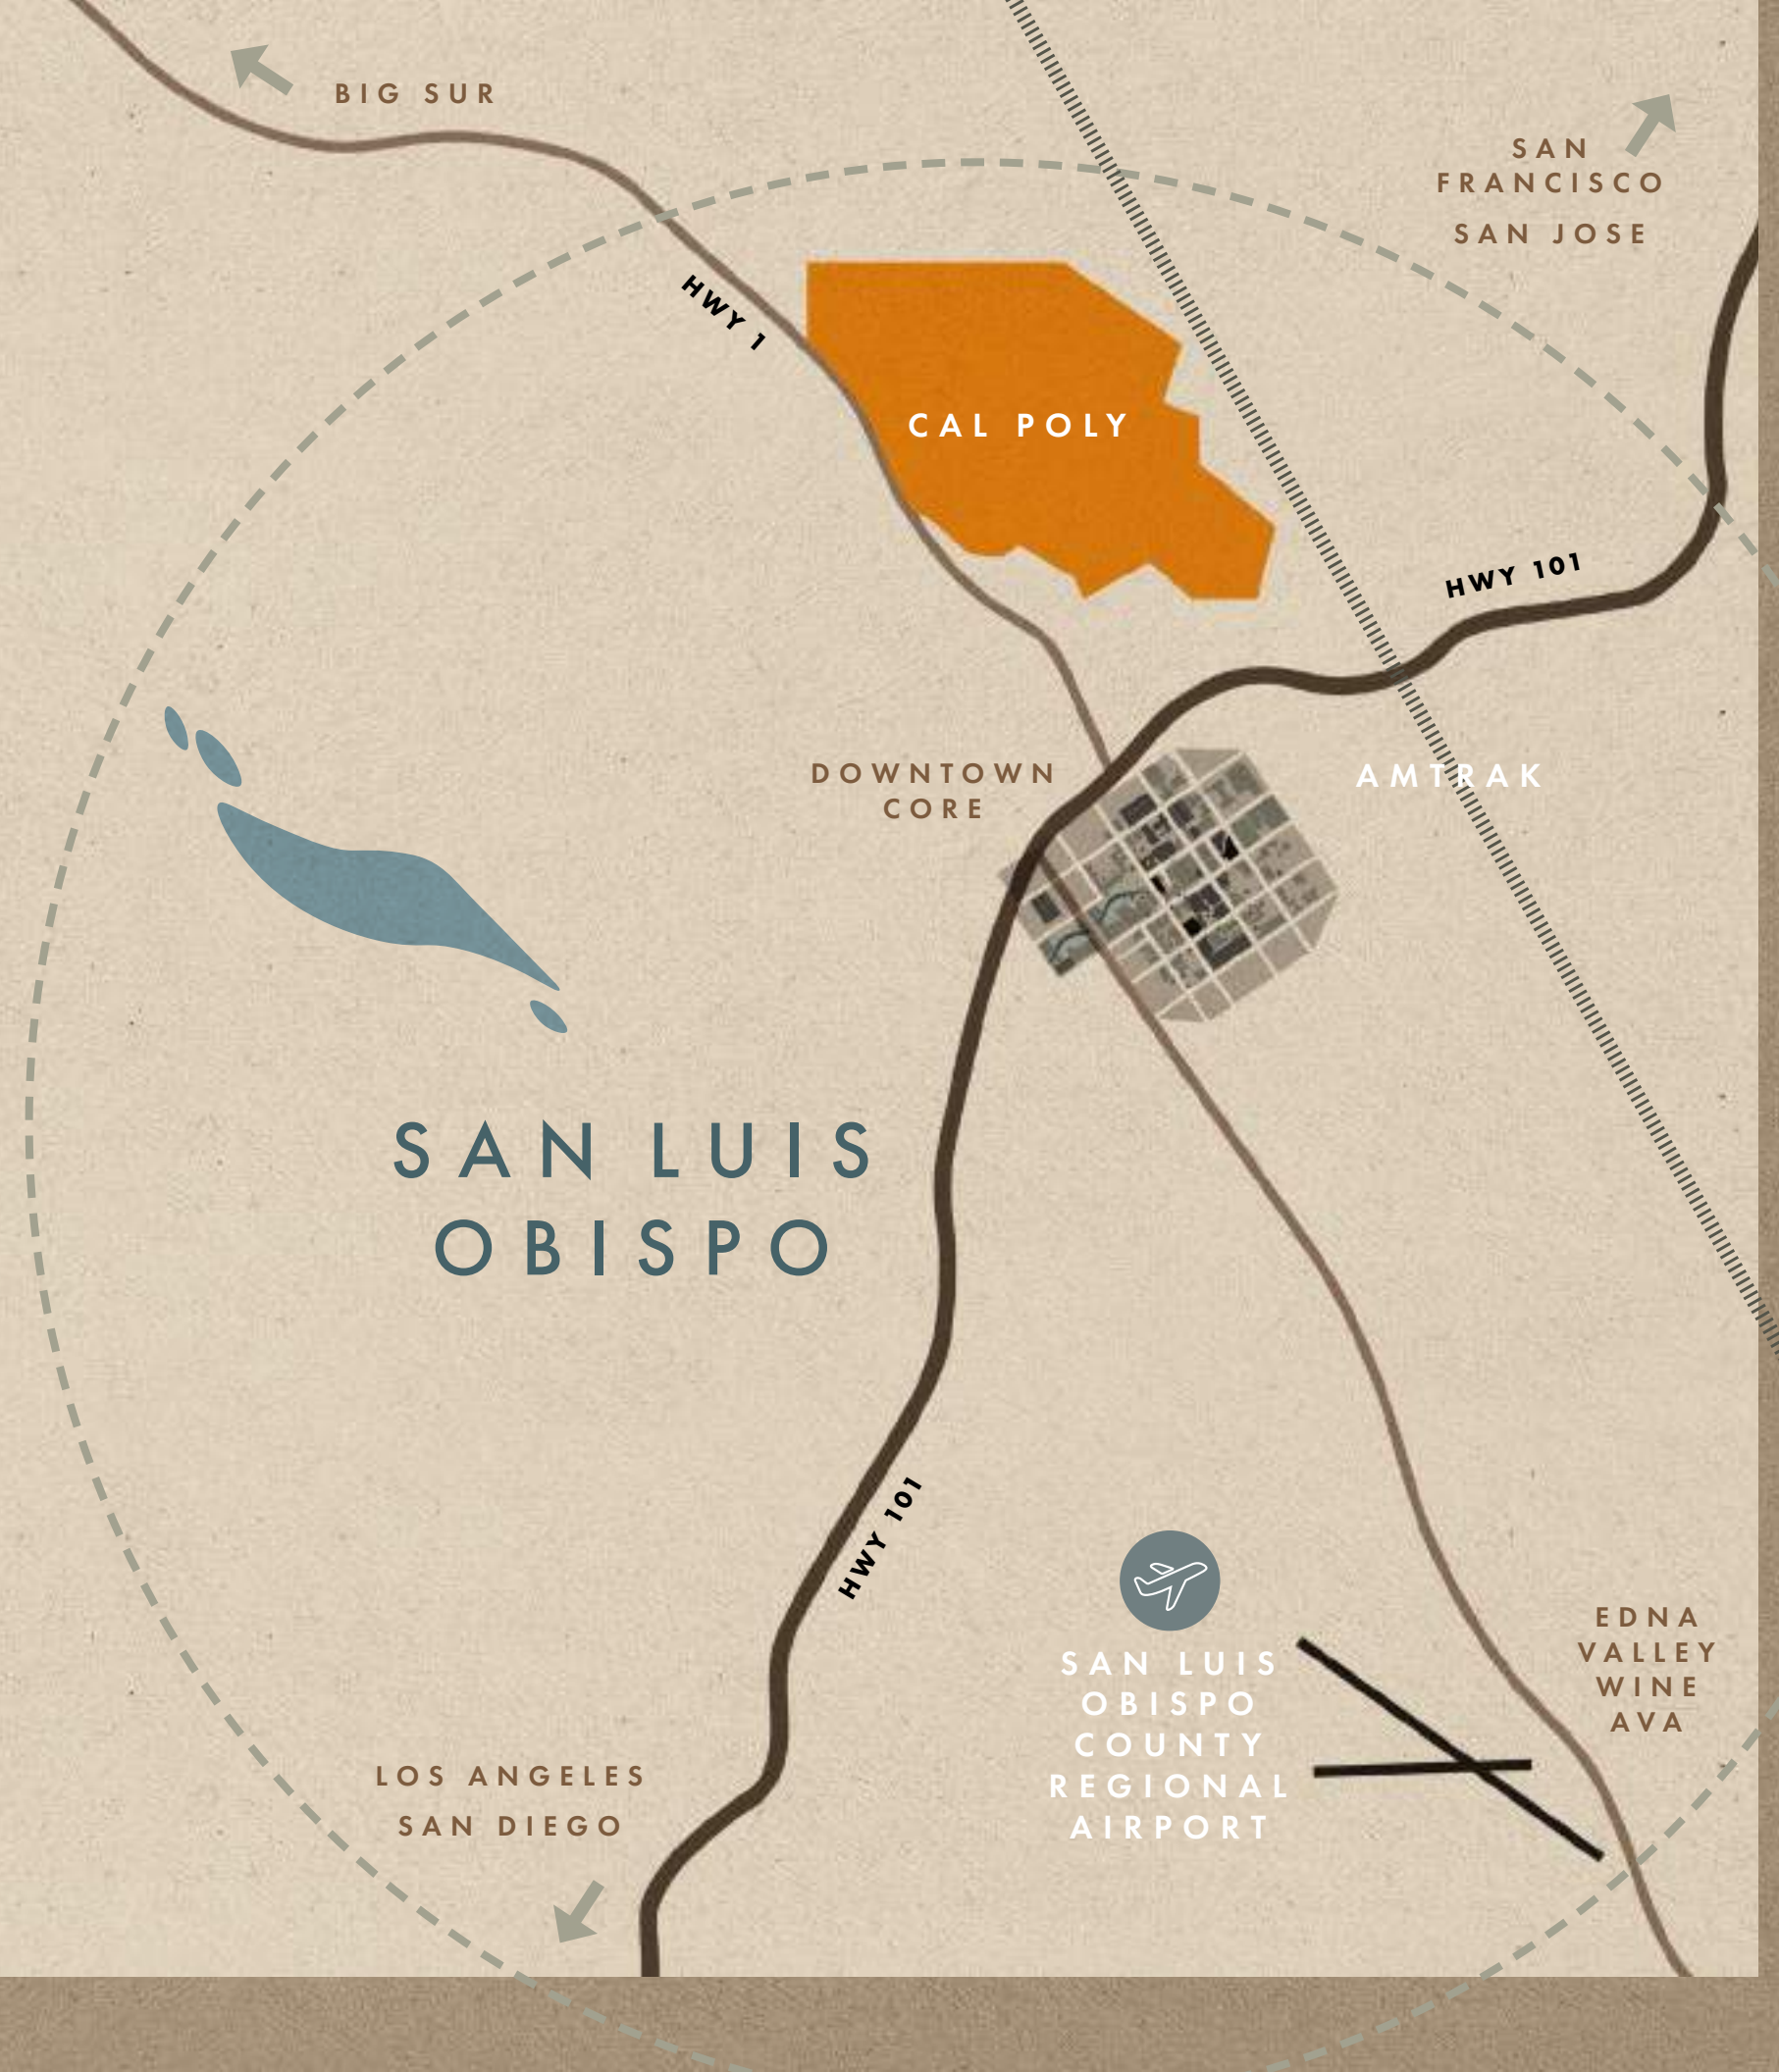 BIG SUR
SAN
FRANCISCO
SAN JOSE
HWY 1
CAL POLY
HWY 101
DOWNTOWN
CORE
AMTRAK
SAN LUIS
OBISPO
HWY 101
SAN LUIS
OBISPO
COUNTY
REGIONAL
AIRPORT
EDNA
VALLEY
WINE
AVA
LOS ANGELES
SAN DIEGO